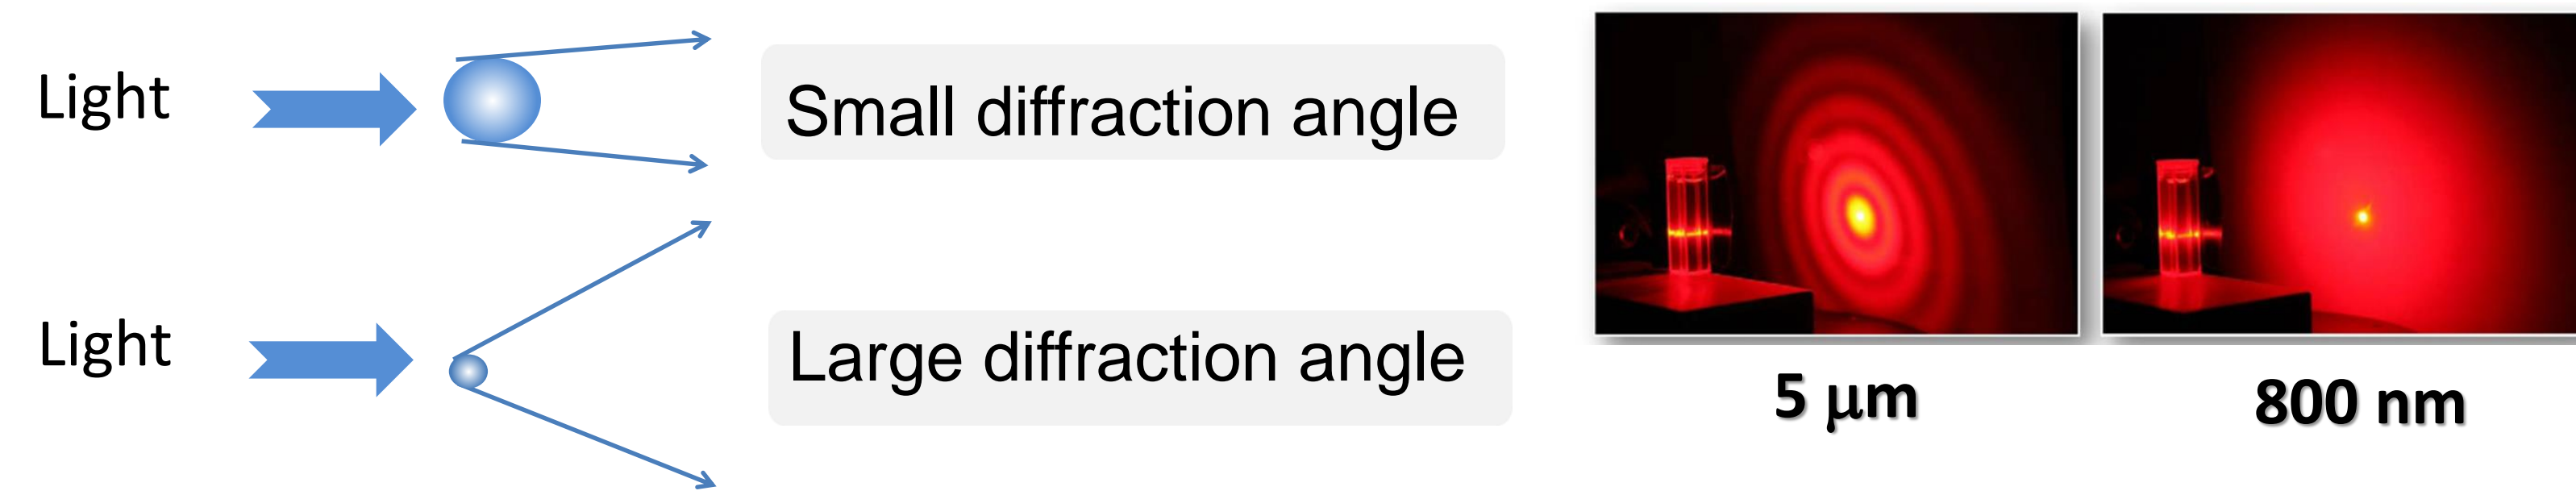 Light
Small diffraction angle
Light
Large diffraction angle
5 μm
800 nm